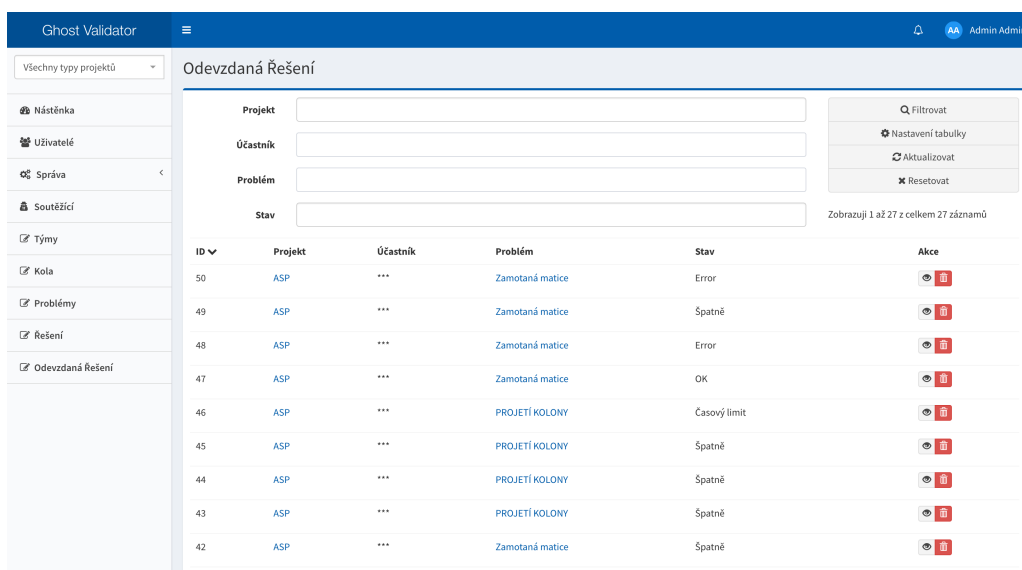 Ghost Validator
AA Admin Admi
Všechny typy projektů
Odevzdaná Řešení
Nástěnka
Uživatelé
Správa
Soutěžící
Týmy
Kola
Problémy
Řešení
Odevzdaná Řešení
Projekt
Účastník
Problém
Stav
Filtrovat
Nastavení tabulky
Aktualizovat
Resetovat
Zobrazuji 1 až 27 z celkem 27 záznamů
ID Projekt Účastník Problém Stav Akce
50 ASP *** Zamotaná matice Error
49 ASP *** Zamotaná matice Špatně
48 ASP *** Zamotaná matice Error
47 ASP *** Zamotaná matice OK
46 ASP *** PROJETÍ KOLONY Časový limit
45 ASP *** PROJETÍ KOLONY Špatně
44 ASP *** PROJETÍ KOLONY Špatně
43 ASP *** PROJETÍ KOLONY Špatně
42 ASP *** Zamotaná matice Špatně